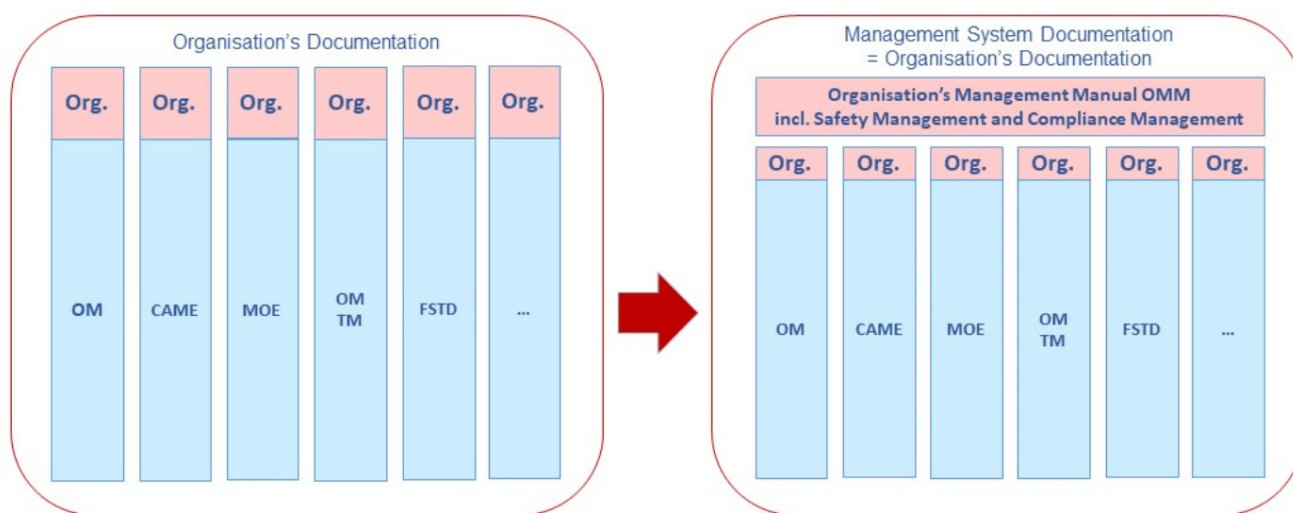 Organisation's Documentation
Org. Org. Org. Org. Org. Org.
OM CAME MOE OM TM FSTD ...
Management System Documentation
= Organisation's Documentation
Organisation's Management Manual OMM
incl. Safety Management and Compliance Management
Org. Org. Org. Org. Org. Org.
OM CAME MOE OM TM FSTD ...